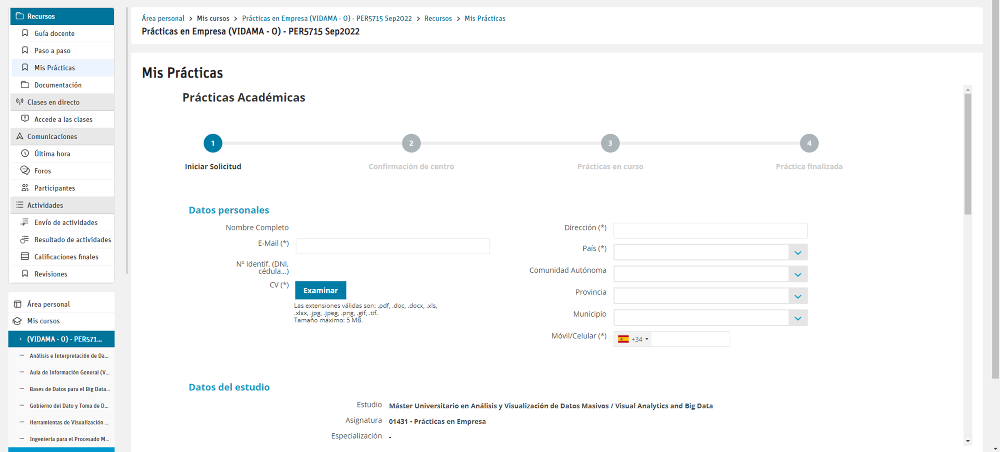 Recursos
Guía docente
Paso a paso
Mis Prácticas
Documentación
Clases en directo
Accede a las clases
Comunicaciones
Última hora
Foros
Participantes
Actividades
Envío de actividades
Resultado de actividades
Calificaciones finales
Revisiones
Área personal
Mis cursos
(VIDAMA - O) - PER571...
Análisis e Interpretación de Da...
Aula de Información General (V...
Bases de Datos para el Big Data...
Gobierno del Dato y Toma de D...
Herramientas de Visualización ...
Ingeniería para el Procesado M...
Área personal > Mis cursos > Prácticas en Empresa (VIDAMA - O) - PER5715 Sep2022 > Recursos > Mis Prácticas
Prácticas en Empresa (VIDAMA - O) - PER5715 Sep2022
Mis Prácticas
Prácticas Académicas
1 2 3 4
Iniciar Solicitud Confirmación de centro Prácticas en curso Práctica finalizada
Datos personales
Nombre Completo
E-Mail (*)
Nº Identif. (DNI,
cédula...)
CV (*)
Examinar
Las extensiones válidas son: .pdf, .doc, .docx, .xls,
.xlsx, .jpg, .jpeg, .png, .gif, .tif.
Tamaño máximo: 5 MB.
Dirección (*)
País (*)
Comunidad Autónoma
Provincia
Municipio
Móvil/Celular (*) +34
Datos del estudio
Estudio Máster Universitario en Análisis y Visualización de Datos Masivos / Visual Analytics and Big Data
Asignatura 01431 - Prácticas en Empresa
Especialización -